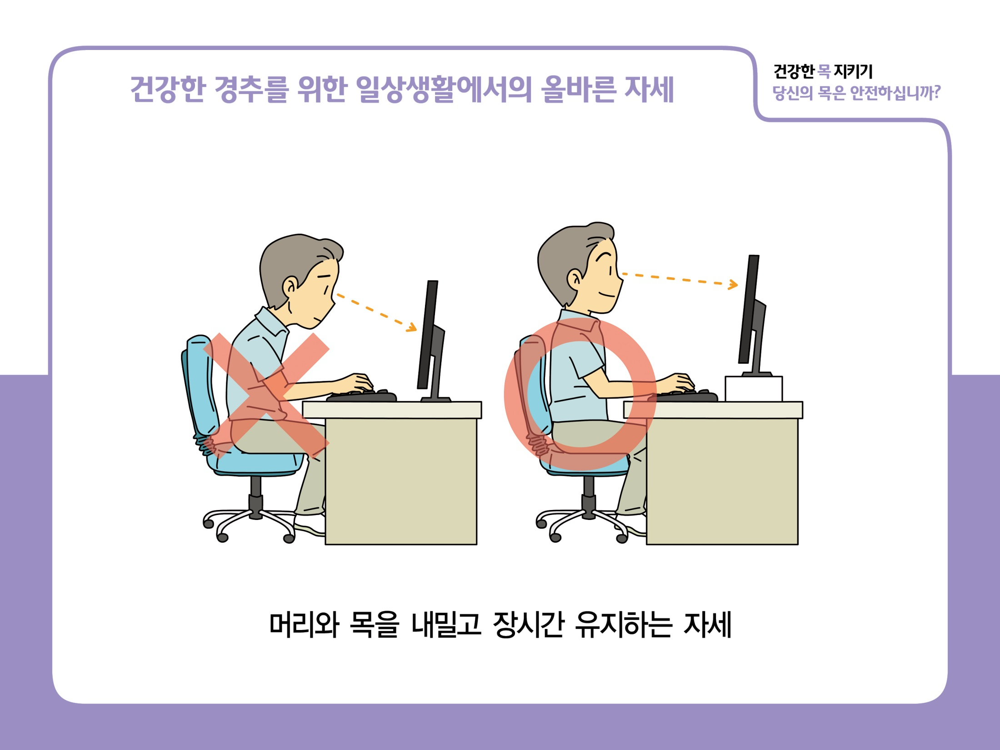 건강한 경추를 위한 일상생활에서의 올바른 자세
건강한 목 지키기
당신의 목은 안전하십니까?
머리와 목을 내밀고 장시간 유지하는 자세